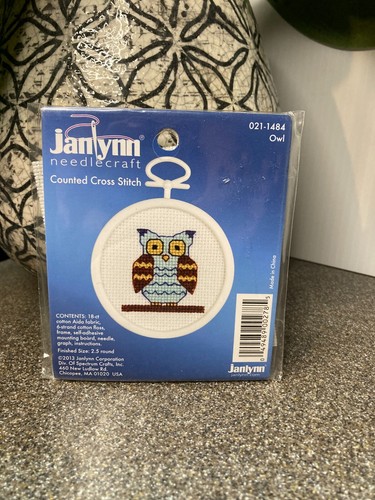 021-1484
Owl
Janlynn®
needlecraft
Counted Cross Stitch
Made in China
CONTENTS: 18-ct
cotton Aida fabric,
6-strand cotton floss,
frame, self-adhesive
mounting board, needle,
graph, instructions.
Finished Size: 2.5 round
©2013 Janlynn Corporation
Div. Of Spectrum Crafts, Inc.
460 New Ludlow Rd.
Chicopee, MA 01020 USA
Janlynn